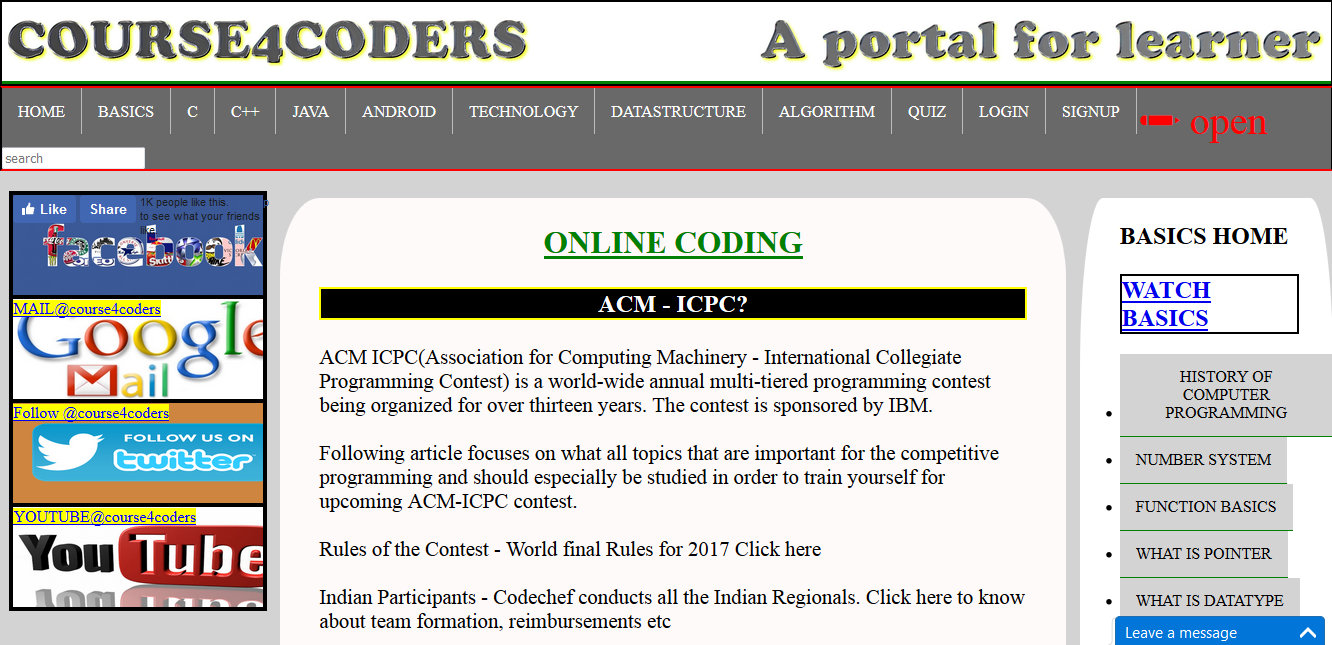 COURSE4CODERS
A portal for learner
HOME BASICS C C++ JAVA ANDROID TECHNOLOGY DATASTRUCTURE ALGORITHM QUIZ LOGIN SIGNUP open
search
Like Share 1K people like this.
to see what your friends
like.
facebook
MAIL@course4coders
Google
Mail
Follow @course4coders
FOLLOW US ON
twitter
YOUTUBE@course4coders
YouTube
ONLINE CODING
ACM - ICPC?
ACM ICPC(Association for Computing Machinery - International Collegiate
Programming Contest) is a world-wide annual multi-tiered programming contest
being organized for over thirteen years. The contest is sponsored by IBM.
Following article focuses on what all topics that are important for the competitive
programming and should especially be studied in order to train yourself for
upcoming ACM-ICPC contest.
Rules of the Contest - World final Rules for 2017 Click here
Indian Participants - Codechef conducts all the Indian Regionals. Click here to know
about team formation, reimbursements etc
BASICS HOME
WATCH
BASICS
HISTORY OF
COMPUTER
PROGRAMMING
NUMBER SYSTEM
FUNCTION BASICS
WHAT IS POINTER
WHAT IS DATATYPE
Leave a message